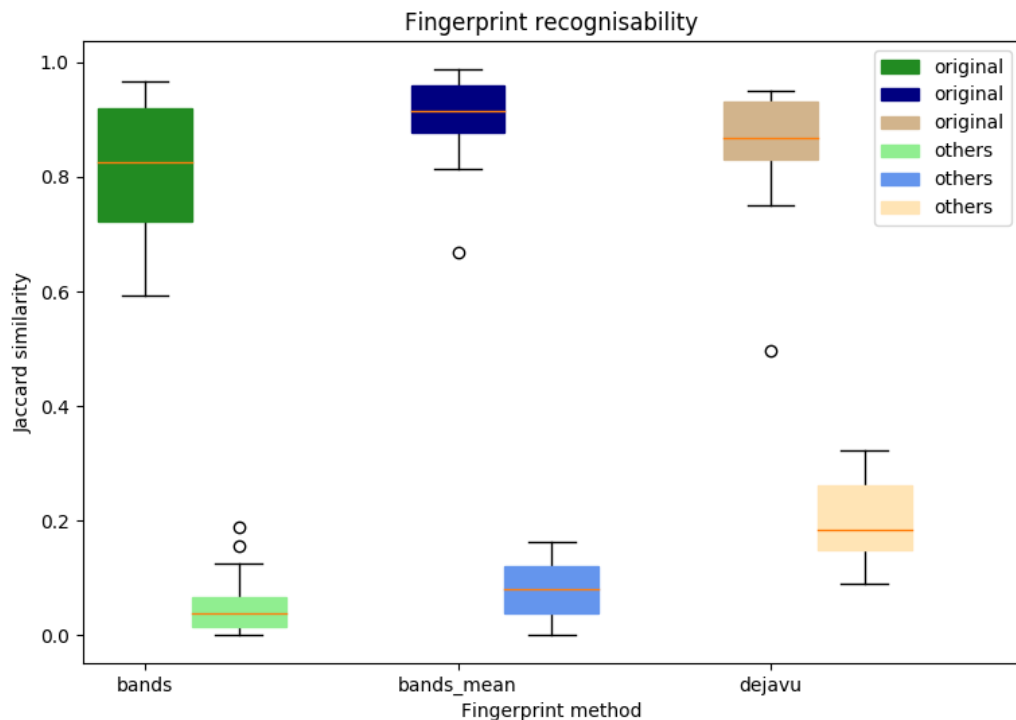 Fingerprint recognisability
1.0
0.8
0.6
0.4
0.2
0.0
Jaccard similarity
original
original
original
others
others
others
bands
bands_mean
dejavu
Fingerprint method